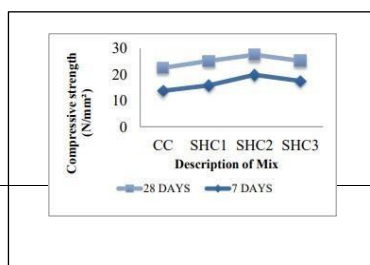 Compressive strength
(N/mm²)
30
20
10
0
CC SHC1 SHC2 SHC3
Description of Mix
28 DAYS 7 DAYS